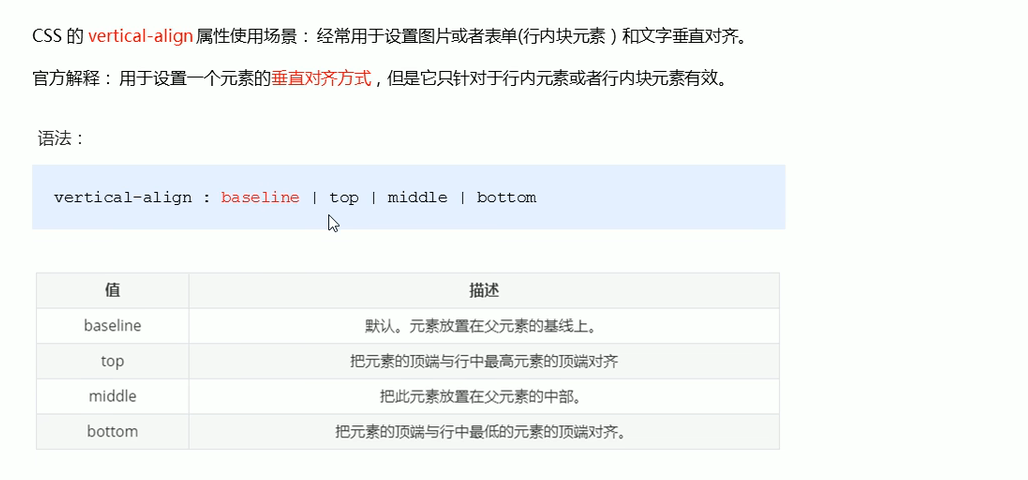 CSS 的 vertical-align 属性使用场景： 经常用于设置图片或者表单(行内块元素）和文字垂直对齐。
官方解释： 用于设置一个元素的垂直对齐方式，但是它只针对于行内元素或者行内块元素有效。
语法：
vertical-align : baseline | top | middle | bottom
值 描述
baseline 默认。元素放置在父元素的基线上。
top 把元素的顶端与行中最高元素的顶端对齐
middle 把此元素放置在父元素的中部。
bottom 把元素的顶端与行中最低的元素的顶端对齐。